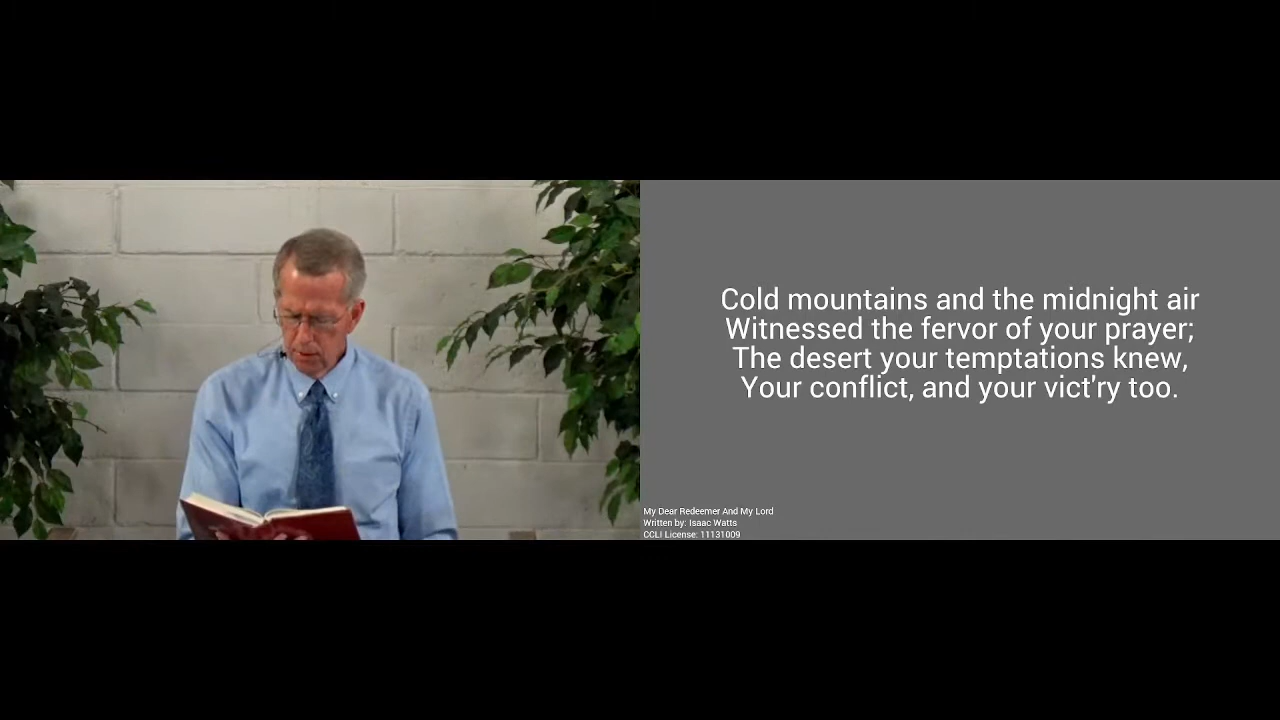 Cold mountains and the midnight air
Witnessed the fervor of your prayer;
The desert your temptations knew,
Your conflict, and your vict'ry too.
My Dear Redeemer And My Lord
Written by: Isaac Watts
CCLI License: 11131009